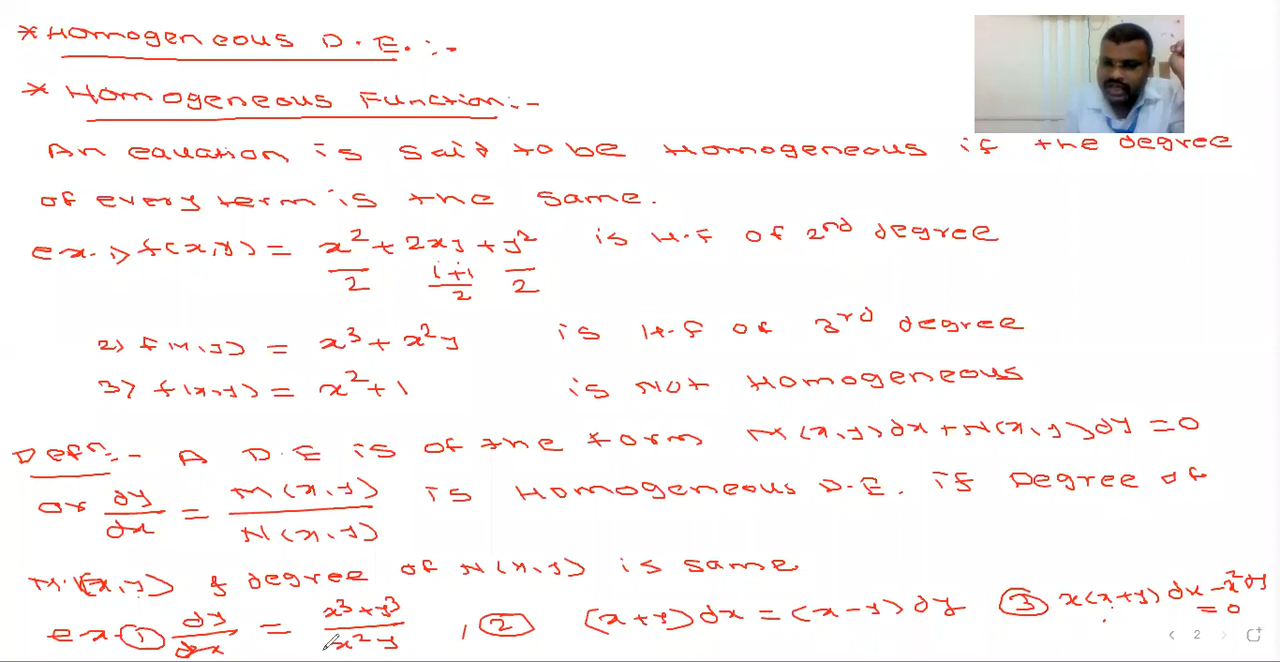 * Homogeneous D.E. :-
* Homogeneous Function :-
An equation is said to be Homogeneous if the degree
of every term is the same.
ex. 1) f(x,y) = x² + 2xy + y² is H.F of 2nd degree
2 1+1 2
2
2) f(x,y) = x³ + x²y is H.F of 3rd degree
3) f(x,y) = x² + 1 is Not Homogeneous
Defn:- A D.E is of the form M(x,y)dx + N(x,y)dy = 0
or dy/dx = M(x,y)/N(x,y) is Homogeneous D.E. if Degree of
M(x,y) & degree of N(x,y) is same
ex ① dy/dx = x³+y³/x²y , ② (x+y)dx = (x-y)dy ③ x(x+y)dx - x²dy = 0
2